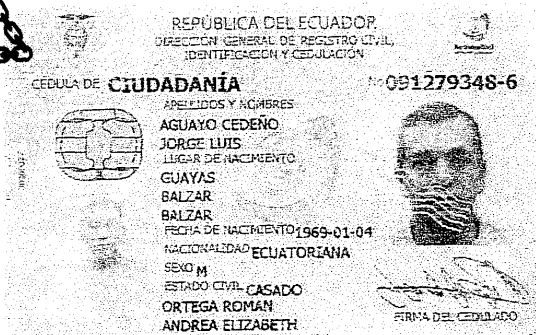 REPÚBLICA DEL ECUADOR
DIRECCIÓN GENERAL DE REGISTRO CIVIL,
IDENTIFICACIÓN Y CEDULACIÓN
CÉDULA DE CIUDADANÍA
No 091279348-6
APELLIDOS Y NOMBRES
AGUAYO CEDEÑO
JORGE LUIS
LUGAR DE NACIMIENTO
GUAYAS
BALZAR
BALZAR
FECHA DE NACIMIENTO 1969-01-04
NACIONALIDAD ECUATORIANA
SEXO M
ESTADO CIVIL CASADO
ORTEGA ROMAN
ANDREA ELIZABETH
FIRMA DEL CEDULADO